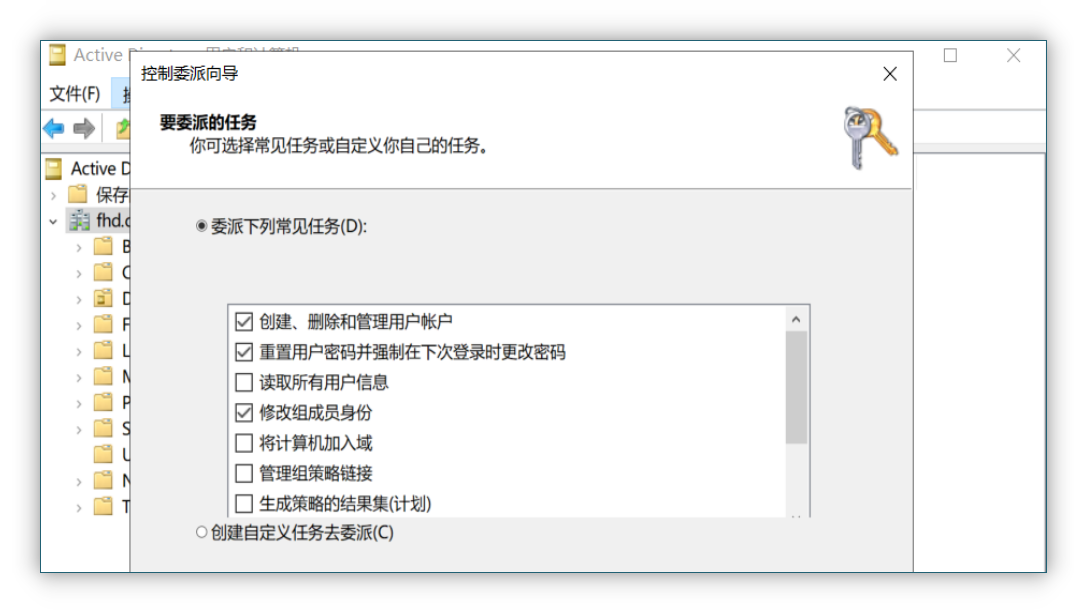 Active
控制委派向导
文件(F)
要委派的任务
你可选择常见任务或自定义你自己的任务。
Active D
保存
fhd.c
委派下列常见任务(D):
B
C
D
F
L
N
P
S
U
N
T
创建、删除和管理用户帐户
重置用户密码并强制在下次登录时更改密码
读取所有用户信息
修改组成员身份
将计算机加入域
管理组策略链接
生成策略的结果集(计划)
创建自定义任务去委派(C)